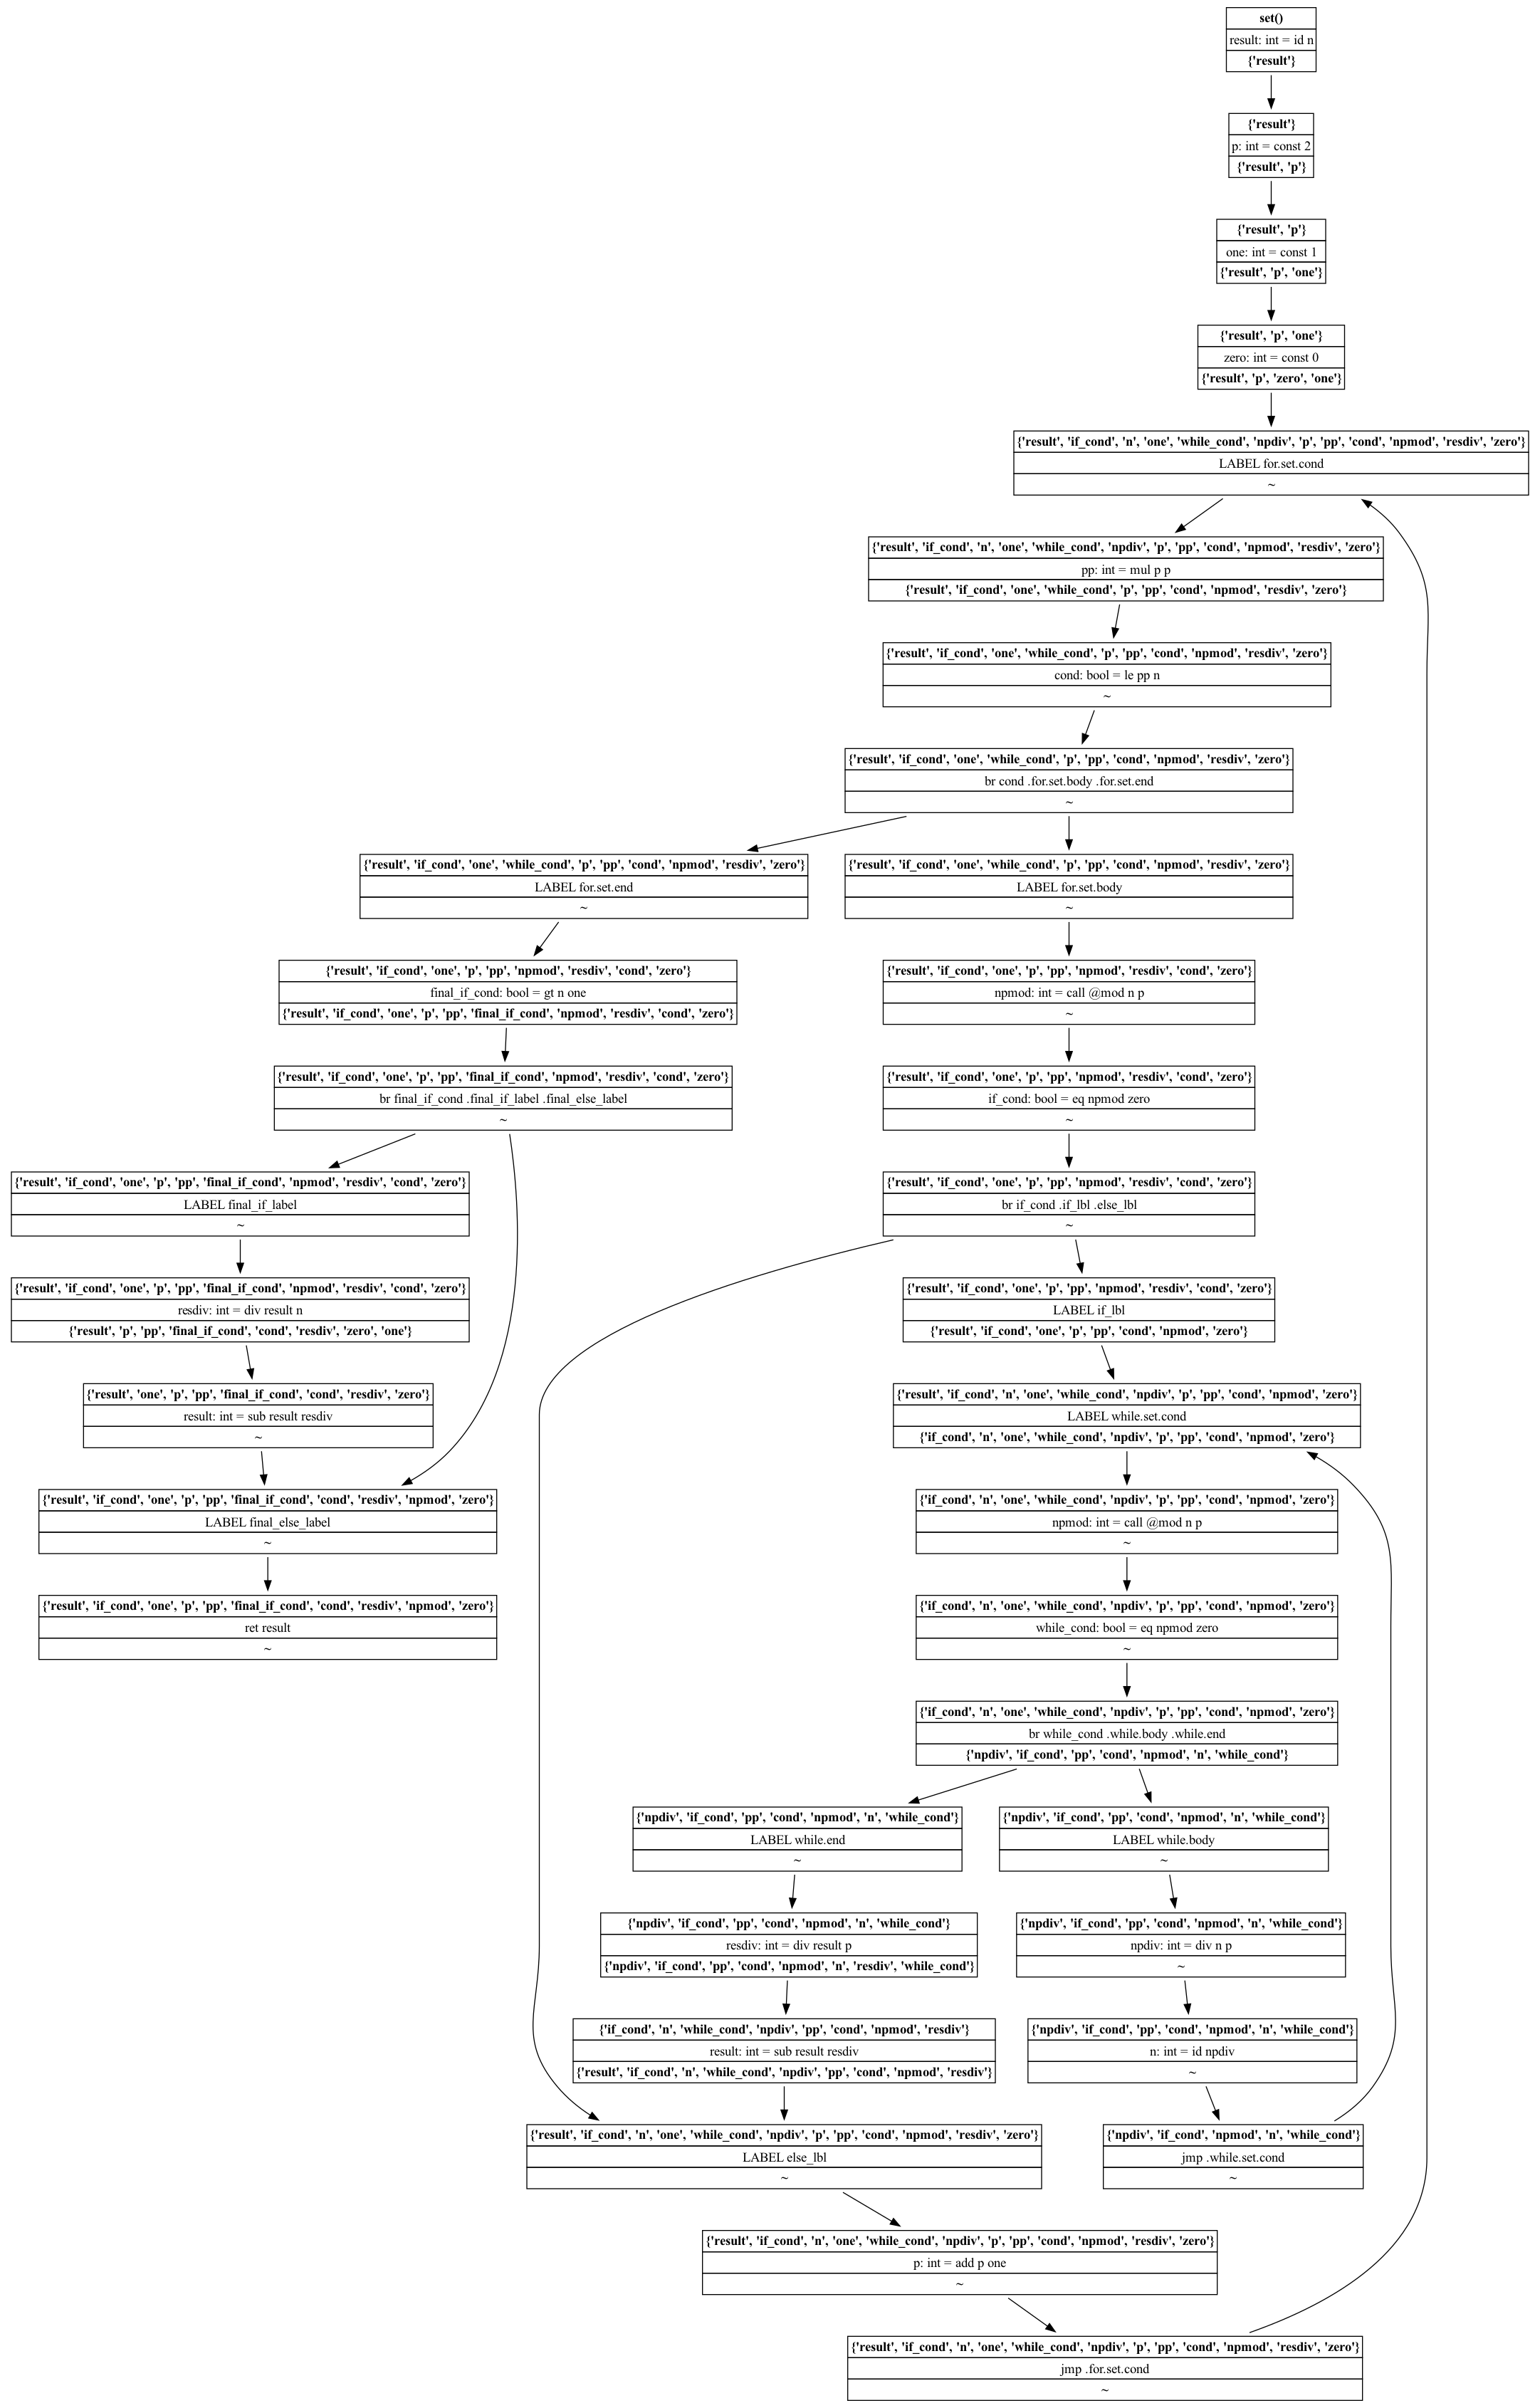 set()
result: int = id n
{'result'}
{'result'}
p: int = const 2
{'result', 'p'}
{'result', 'p'}
one: int = const 1
{'result', 'p', 'one'}
{'result', 'p', 'one'}
zero: int = const 0
{'result', 'p', 'zero', 'one'}
{'result', 'if_cond', 'n', 'one', 'while_cond', 'npdiv', 'p', 'pp', 'cond', 'npmod', 'resdiv', 'zero'}
LABEL for.set.cond
~
{'result', 'if_cond', 'n', 'one', 'while_cond', 'npdiv', 'p', 'pp', 'cond', 'npmod', 'resdiv', 'zero'}
pp: int = mul p p
{'result', 'if_cond', 'one', 'while_cond', 'p', 'pp', 'cond', 'npmod', 'resdiv', 'zero'}
{'result', 'if_cond', 'one', 'while_cond', 'p', 'pp', 'cond', 'npmod', 'resdiv', 'zero'}
cond: bool = le pp n
~
{'result', 'if_cond', 'one', 'while_cond', 'p', 'pp', 'cond', 'npmod', 'resdiv', 'zero'}
br cond .for.set.body .for.set.end
~
{'result', 'if_cond', 'one', 'while_cond', 'p', 'pp', 'cond', 'npmod', 'resdiv', 'zero'}
LABEL for.set.end
~
{'result', 'if_cond', 'one', 'while_cond', 'p', 'pp', 'cond', 'npmod', 'resdiv', 'zero'}
LABEL for.set.body
~
{'result', 'if_cond', 'one', 'p', 'pp', 'npmod', 'resdiv', 'cond', 'zero'}
final_if_cond: bool = gt n one
{'result', 'if_cond', 'one', 'p', 'pp', 'final_if_cond', 'npmod', 'resdiv', 'cond', 'zero'}
{'result', 'if_cond', 'one', 'p', 'pp', 'npmod', 'resdiv', 'cond', 'zero'}
npmod: int = call @mod n p
~
{'result', 'if_cond', 'one', 'p', 'pp', 'final_if_cond', 'npmod', 'resdiv', 'cond', 'zero'}
br final_if_cond .final_if_label .final_else_label
~
{'result', 'if_cond', 'one', 'p', 'pp', 'npmod', 'resdiv', 'cond', 'zero'}
if_cond: bool = eq npmod zero
~
{'result', 'if_cond', 'one', 'p', 'pp', 'final_if_cond', 'npmod', 'resdiv', 'cond', 'zero'}
LABEL final_if_label
~
{'result', 'if_cond', 'one', 'p', 'pp', 'npmod', 'resdiv', 'cond', 'zero'}
br if_cond .if_lbl .else_lbl
~
{'result', 'if_cond', 'one', 'p', 'pp', 'final_if_cond', 'npmod', 'resdiv', 'cond', 'zero'}
resdiv: int = div result n
{'result', 'p', 'pp', 'final_if_cond', 'cond', 'resdiv', 'zero', 'one'}
{'result', 'if_cond', 'one', 'p', 'pp', 'npmod', 'resdiv', 'cond', 'zero'}
LABEL if_lbl
{'result', 'if_cond', 'one', 'p', 'pp', 'cond', 'npmod', 'zero'}
{'result', 'one', 'p', 'pp', 'final_if_cond', 'cond', 'resdiv', 'zero'}
result: int = sub result resdiv
~
{'result', 'if_cond', 'n', 'one', 'while_cond', 'npdiv', 'p', 'pp', 'cond', 'npmod', 'zero'}
LABEL while.set.cond
{'if_cond', 'n', 'one', 'while_cond', 'npdiv', 'p', 'pp', 'cond', 'npmod', 'zero'}
{'result', 'if_cond', 'one', 'p', 'pp', 'final_if_cond', 'cond', 'resdiv', 'npmod', 'zero'}
LABEL final_else_label
~
{'if_cond', 'n', 'one', 'while_cond', 'npdiv', 'p', 'pp', 'cond', 'npmod', 'zero'}
npmod: int = call @mod n p
~
{'result', 'if_cond', 'one', 'p', 'pp', 'final_if_cond', 'cond', 'resdiv', 'npmod', 'zero'}
ret result
~
{'if_cond', 'n', 'one', 'while_cond', 'npdiv', 'p', 'pp', 'cond', 'npmod', 'zero'}
while_cond: bool = eq npmod zero
~
{'if_cond', 'n', 'one', 'while_cond', 'npdiv', 'p', 'pp', 'cond', 'npmod', 'zero'}
br while_cond .while.body .while.end
{'npdiv', 'if_cond', 'pp', 'cond', 'npmod', 'n', 'while_cond'}
{'npdiv', 'if_cond', 'pp', 'cond', 'npmod', 'n', 'while_cond'}
LABEL while.end
~
{'npdiv', 'if_cond', 'pp', 'cond', 'npmod', 'n', 'while_cond'}
LABEL while.body
~
{'npdiv', 'if_cond', 'pp', 'cond', 'npmod', 'n', 'while_cond'}
resdiv: int = div result p
{'npdiv', 'if_cond', 'pp', 'cond', 'npmod', 'n', 'resdiv', 'while_cond'}
{'npdiv', 'if_cond', 'pp', 'cond', 'npmod', 'n', 'while_cond'}
npdiv: int = div n p
~
{'if_cond', 'n', 'while_cond', 'npdiv', 'pp', 'cond', 'npmod', 'resdiv'}
result: int = sub result resdiv
{'result', 'if_cond', 'n', 'while_cond', 'npdiv', 'pp', 'cond', 'npmod', 'resdiv'}
{'npdiv', 'if_cond', 'pp', 'cond', 'npmod', 'n', 'while_cond'}
n: int = id npdiv
~
{'result', 'if_cond', 'n', 'one', 'while_cond', 'npdiv', 'p', 'pp', 'cond', 'npmod', 'resdiv', 'zero'}
LABEL else_lbl
~
{'npdiv', 'if_cond', 'npmod', 'n', 'while_cond'}
jmp .while.set.cond
~
{'result', 'if_cond', 'n', 'one', 'while_cond', 'npdiv', 'p', 'pp', 'cond', 'npmod', 'resdiv', 'zero'}
p: int = add p one
~
{'result', 'if_cond', 'n', 'one', 'while_cond', 'npdiv', 'p', 'pp', 'cond', 'npmod', 'resdiv', 'zero'}
jmp .for.set.cond
~